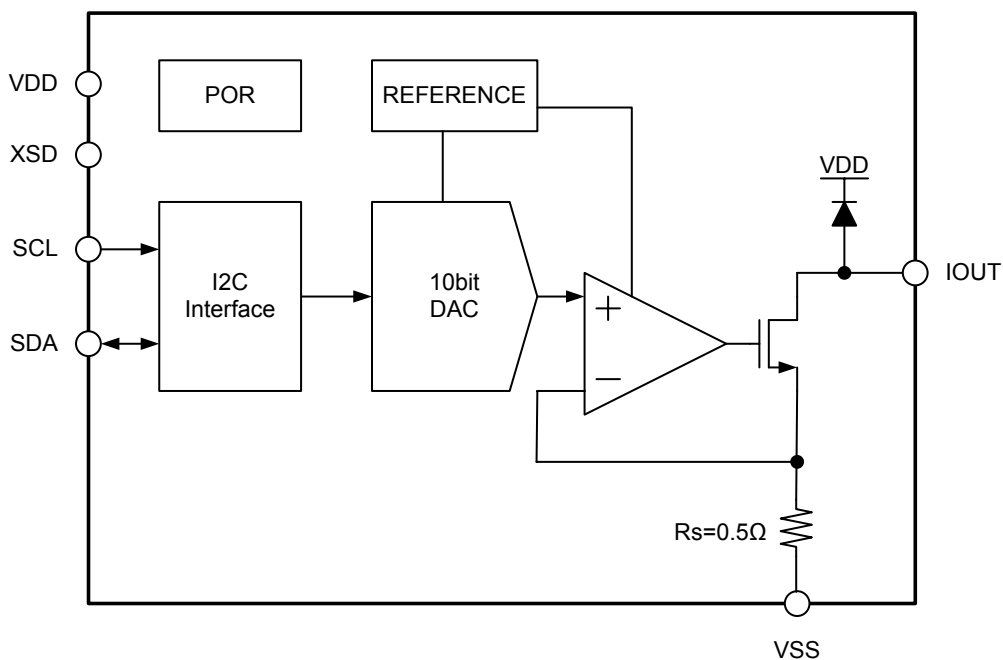 VDD
POR
REFERENCE
XSD
VDD
SCL
I2C
Interface
10bit
DAC
IOUT
SDA
+
−
Rs=0.5Ω
VSS